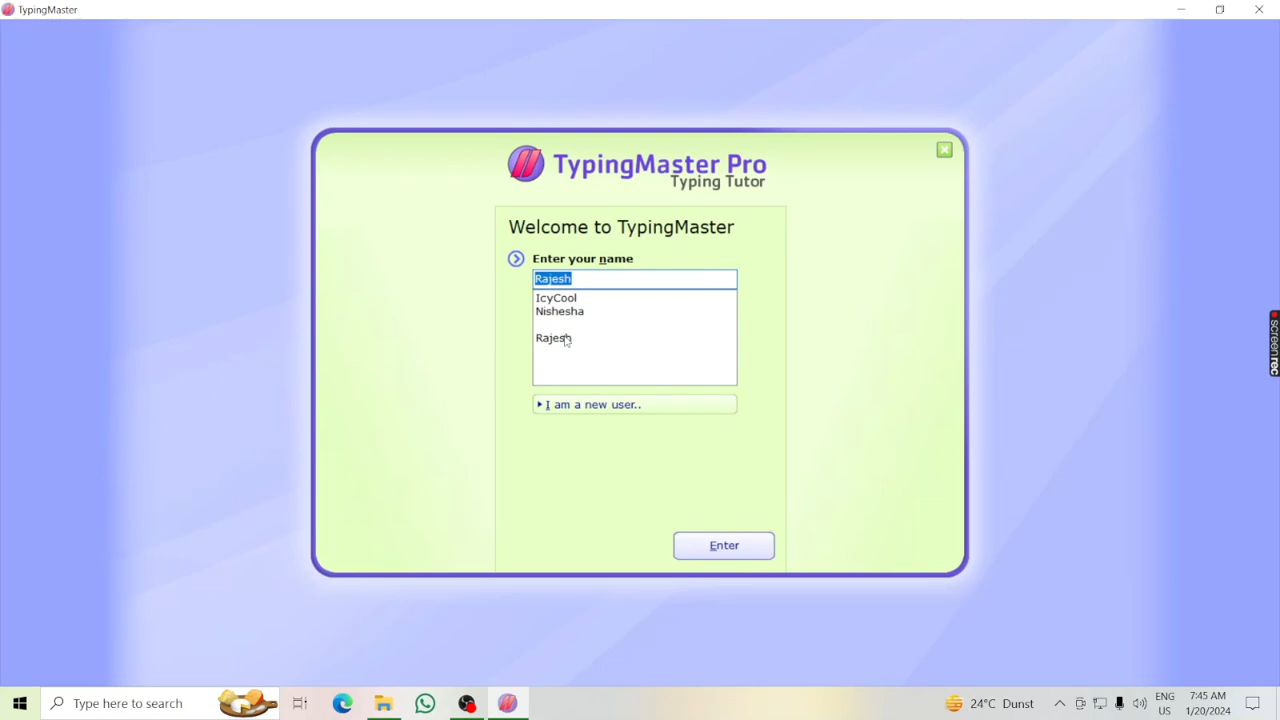 TypingMaster
TypingMaster Pro
Typing Tutor
Welcome to TypingMaster
Enter your name
Rajesh
IcyCool
Nishesha
Rajesh
I am a new user..
Enter
screenrec
Type here to search
24°C Dunst
ENG
US
7:45 AM
1/20/2024